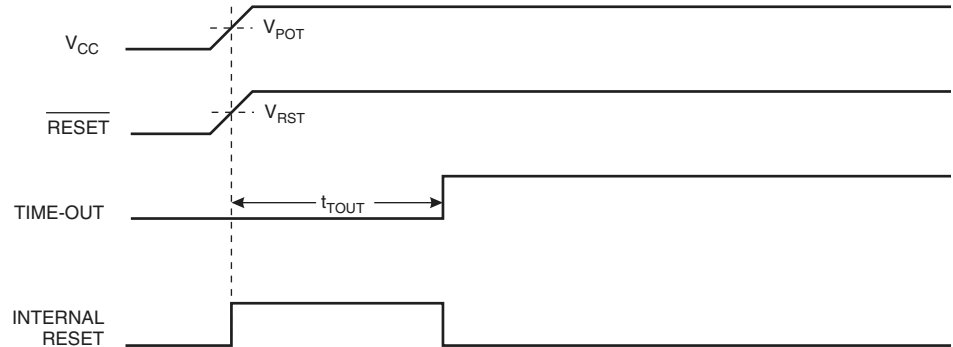 V_CC
V_POT
RESET
V_RST
TIME-OUT
t_TOUT
INTERNAL
RESET